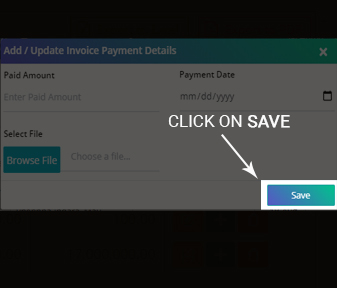 Add / Update Invoice Payment Details ×
Paid Amount Payment Date
Enter Paid Amount mm/dd/yyyy
CLICK ON SAVE
Select File
Browse File Choose a file...
Save